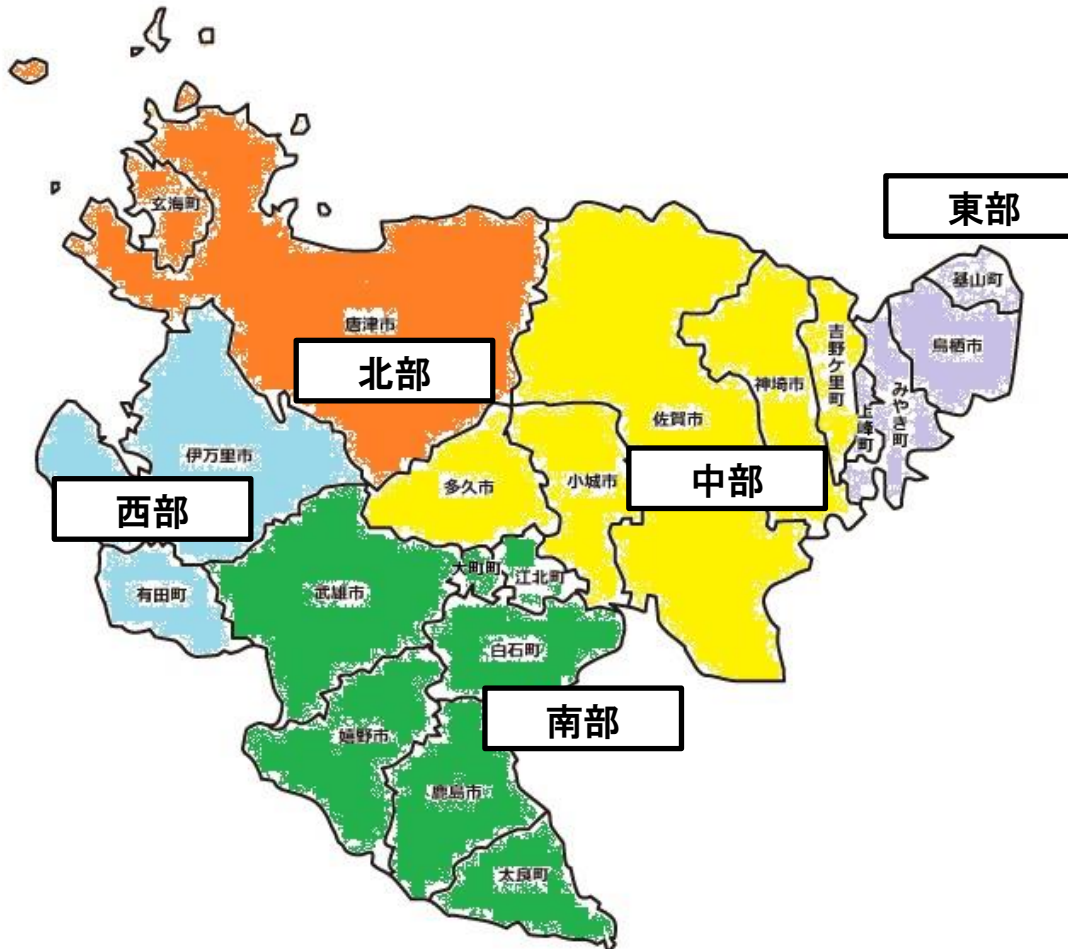 東部
玄海町
基山町
唐津市
吉野ケ里町
鳥栖市
北部
神埼市
みやき町
上峰町
佐賀市
伊万里市
多久市
小城市
中部
西部
大町町
江北町
有田町
武雄市
白石町
南部
嬉野市
鹿島市
太良町